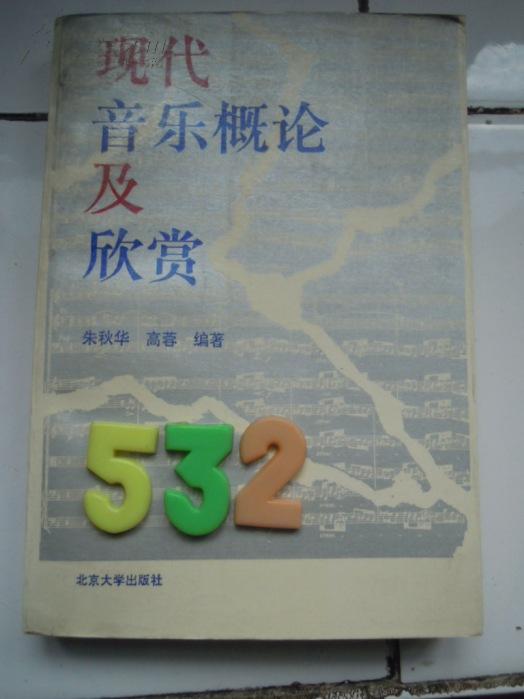 现代
音乐概论
及
欣赏
朱秋华 高蓉 编著
532
北京大学出版社